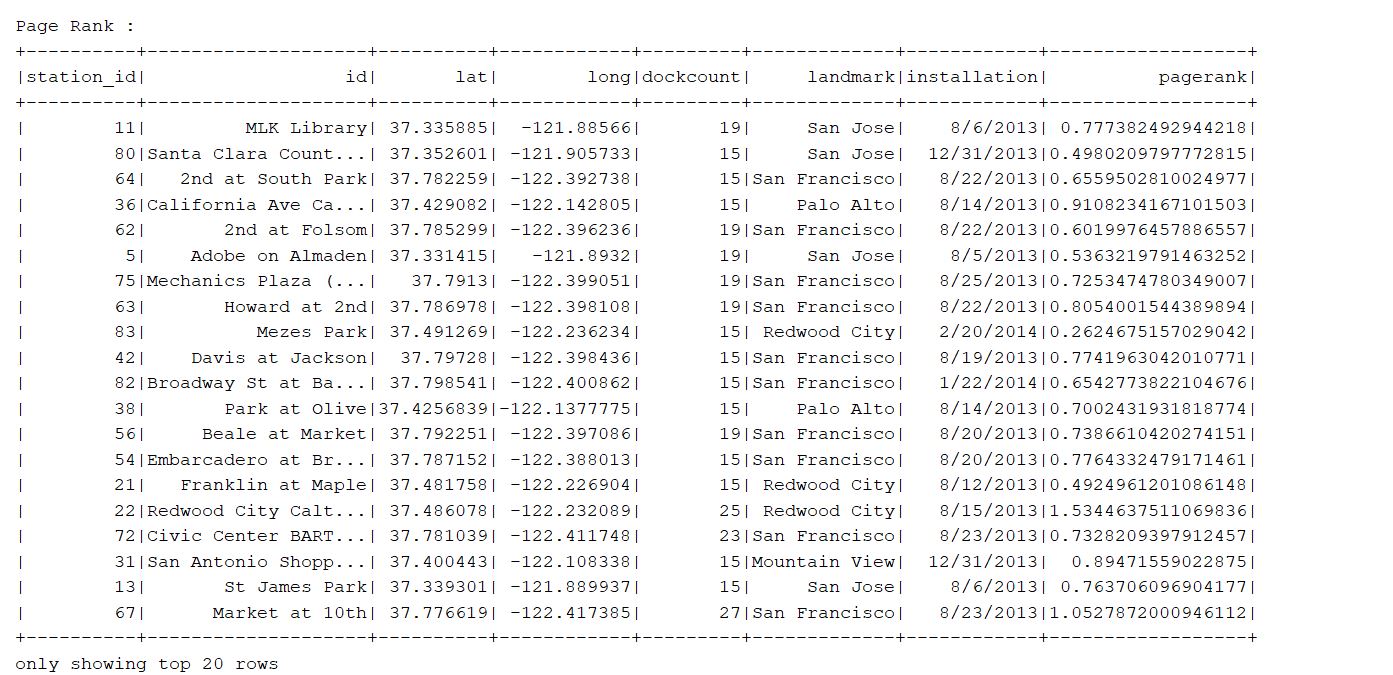 Page Rank :
+----------+--------------------+----------+------------+---------+-------------+------------+------------------+
|station_id|                  id|       lat|        long|dockcount|     landmark|installation|          pagerank|
+----------+--------------------+----------+------------+---------+-------------+------------+------------------+
|        11|         MLK Library| 37.335885|  -121.88566|       19|     San Jose|    8/6/2013| 0.777382492944218|
|        80|Santa Clara Count...| 37.352601| -121.905733|       15|     San Jose|  12/31/2013|0.4980209797772815|
|        64|   2nd at South Park| 37.782259| -122.392738|       15|San Francisco|   8/22/2013|0.6559502810024977|
|        36|California Ave Ca...| 37.429082| -122.142805|       15|    Palo Alto|   8/14/2013|0.9108234167101503|
|        62|       2nd at Folsom| 37.785299| -122.396236|       19|San Francisco|   8/22/2013|0.6019976457886557|
|         5|    Adobe on Almaden| 37.331415|   -121.8932|       19|     San Jose|    8/5/2013|0.5363219791463252|
|        75|Mechanics Plaza (...|   37.7913| -122.399051|       19|San Francisco|   8/25/2013|0.7253474780349007|
|        63|       Howard at 2nd| 37.786978| -122.398108|       19|San Francisco|   8/22/2013|0.8054001544389894|
|        83|          Mezes Park| 37.491269| -122.236234|       15| Redwood City|   2/20/2014|0.2624675157029042|
|        42|    Davis at Jackson|  37.79728| -122.398436|       15|San Francisco|   8/19/2013|0.7741963042010771|
|        82|Broadway St at Ba...| 37.798541| -122.400862|       15|San Francisco|   1/22/2014|0.6542773822104676|
|        38|       Park at Olive|37.4256839|-122.1377775|       15|    Palo Alto|   8/14/2013|0.7002431931818774|
|        56|     Beale at Market| 37.792251| -122.397086|       19|San Francisco|   8/20/2013|0.7386610420274151|
|        54|Embarcadero at Br...| 37.787152| -122.388013|       15|San Francisco|   8/20/2013|0.7764332479171461|
|        21|   Franklin at Maple| 37.481758| -122.226904|       15| Redwood City|   8/12/2013|0.4924961201086148|
|        22|Redwood City Calt...| 37.486078| -122.232089|       25| Redwood City|   8/15/2013|1.5344637511069836|
|        72|Civic Center BART...| 37.781039| -122.411748|       23|San Francisco|   8/23/2013|0.7328209397912457|
|        31|San Antonio Shopp...| 37.400443| -122.108338|       15|Mountain View|  12/31/2013|  0.89471559022875|
|        13|       St James Park| 37.339301| -121.889937|       15|     San Jose|    8/6/2013| 0.763706096904177|
|        67|      Market at 10th| 37.776619| -122.417385|       27|San Francisco|   8/23/2013|1.0527872000946112|
+----------+--------------------+----------+------------+---------+-------------+------------+------------------+
only showing top 20 rows